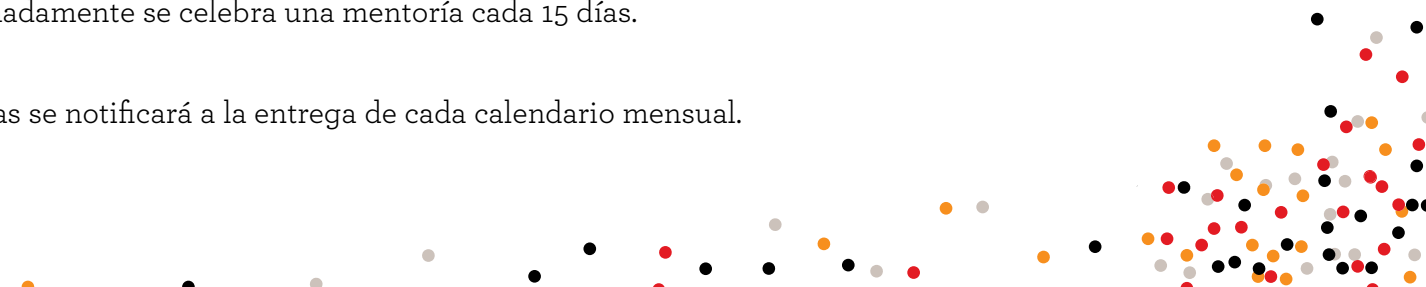 adamente se celebra una mentoría cada 15 días.
as se notificará a la entrega de cada calendario mensual.